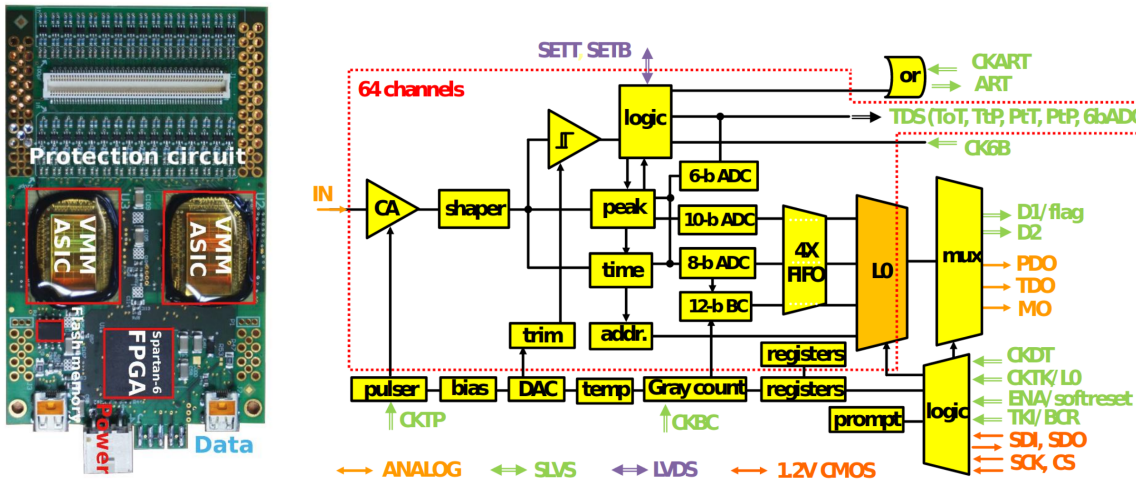 Protection circuit
VMM
ASIC
VMM
ASIC
Flash memory
Spartan-6
FPGA
Power
Data
SETT, SETB
64 channels
or
CKART
ART
logic
TDS (ToT, TtP, PtT, PtP, 6bADC
CK6B
IN
CA
shaper
6-b ADC
peak
10-b ADC
4X
FIFO
L0
mux
D1/flag
D2
time
8-b ADC
PDO
TDO
MO
12-b BC
trim
addr.
registers
pulser
bias
DAC
temp
Gray count
registers
logic
CKDT
CKTK/L0
ENA/softreset
TKI/BCR
prompt
CKTP
CKBC
SDI, SDO
SCK, CS
ANALOG
SLVS
LVDS
1.2V CMOS